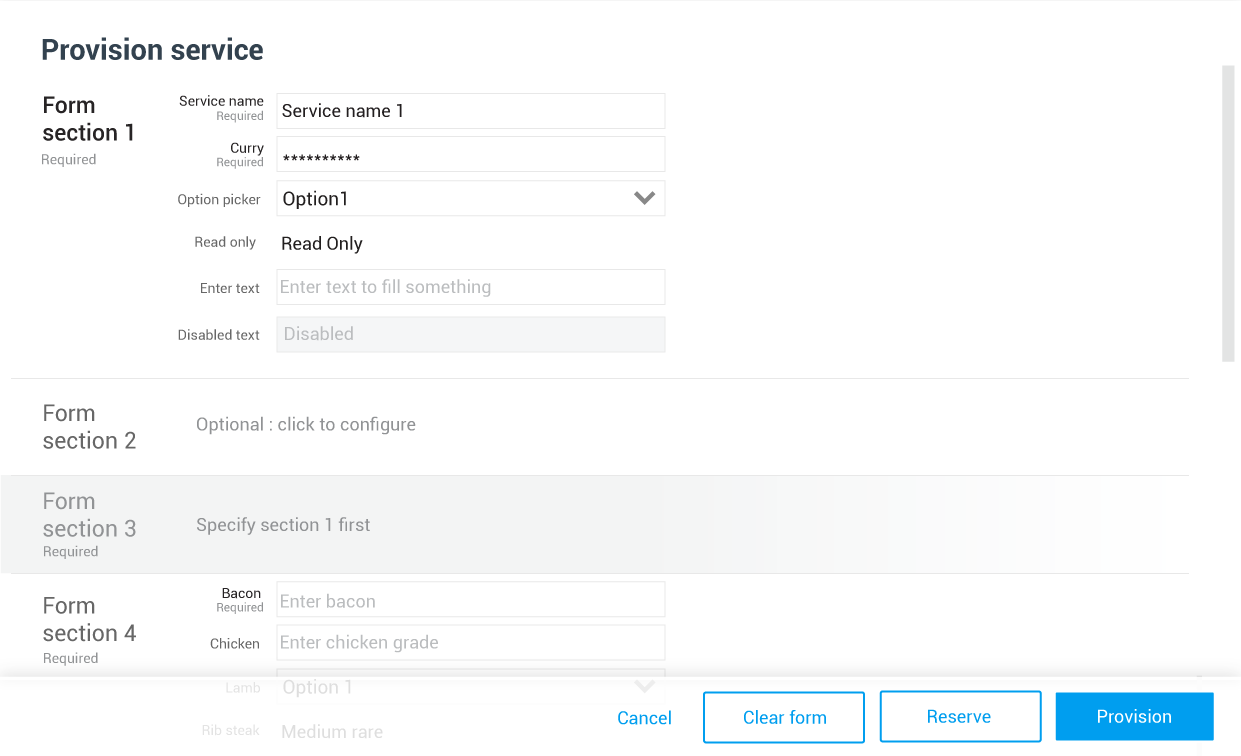 Provision service
Form
section 1
Required
Service name
Required
Service name 1
Curry
Required
**********
Option picker
Option1
Read only
Read Only
Enter text
Enter text to fill something
Disabled text
Disabled
Form
section 2
Optional : click to configure
Form
section 3
Required
Specify section 1 first
Form
section 4
Required
Bacon
Required
Enter bacon
Chicken
Enter chicken grade
Lamb
Option 1
Rib steak
Medium rare
Cancel
Clear form
Reserve
Provision